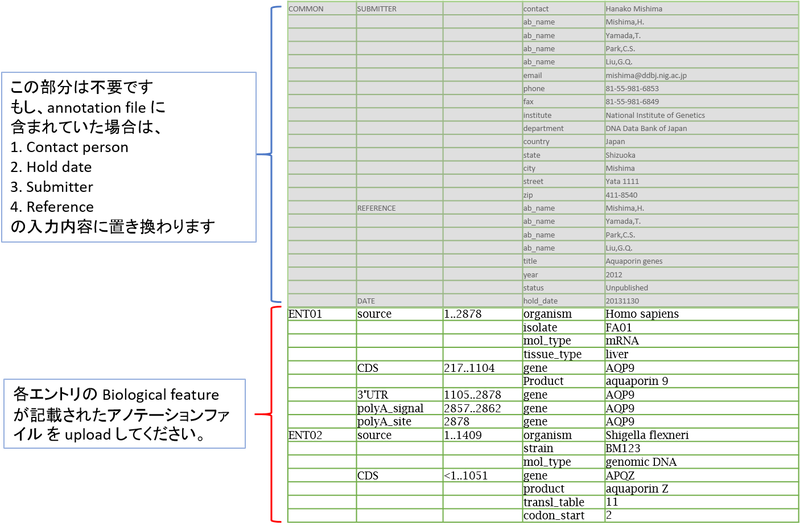 この部分は不要です
もし、annotation file に
含まれていた場合は、
1. Contact person
2. Hold date
3. Submitter
4. Reference
の入力内容に置き換わります
各エントリの Biological feature
が記載されたアノテーションファ
イル を upload してください。
COMMON SUBMITTER contact Hanako Mishima
ab_name Mishima,H.
ab_name Yamada,T.
ab_name Park,C.S.
ab_name Liu,G.Q.
email mishima@ddbj.nig.ac.jp
phone 81-55-981-6853
fax 81-55-981-6849
institute National Institute of Genetics
department DNA Data Bank of Japan
country Japan
state Shizuoka
city Mishima
street Yata 1111
zip 411-8540
REFERENCE ab_name Mishima,H.
ab_name Yamada,T.
ab_name Park,C.S.
ab_name Liu,G.Q.
title Aquaporin genes
year 2012
status Unpublished
DATE hold_date 20131130
ENT01 source 1..2878 organism Homo sapiens
isolate FA01
mol_type mRNA
tissue_type liver
CDS 217..1104 gene AQP9
Product aquaporin 9
3'UTR 1105..2878 gene AQP9
polyA_signal 2857..2862 gene AQP9
polyA_site 2878 gene AQP9
ENT02 source 1..1409 organism Shigella flexneri
strain BM123
mol_type genomic DNA
CDS <1..1051 gene APQZ
product aquaporin Z
transl_table 11
codon_start 2